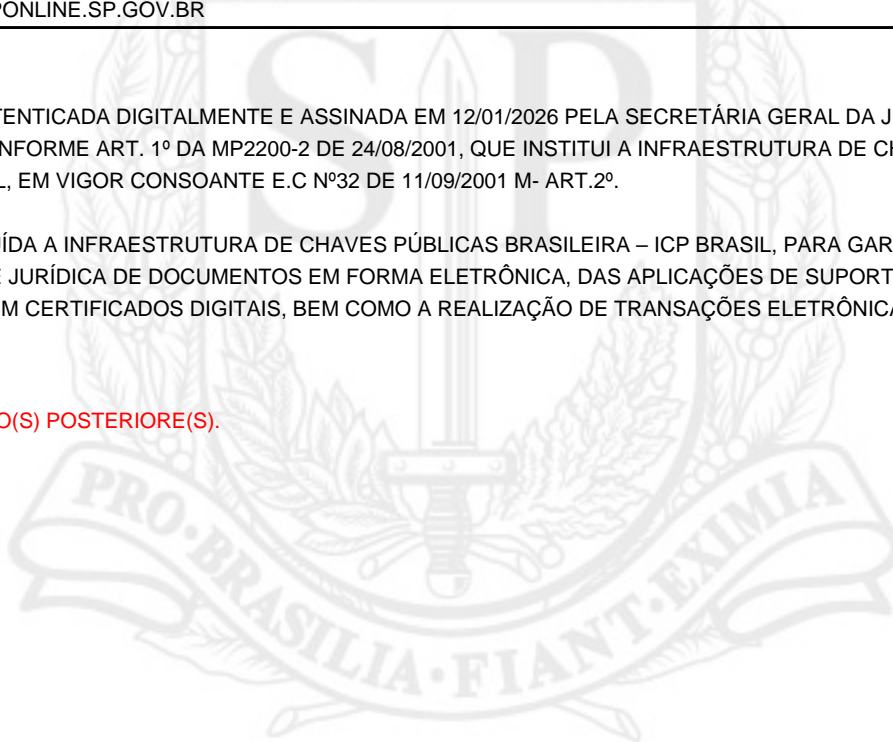 PONLINE.SP.GOV.BR
TENTICADA DIGITALMENTE E ASSINADA EM 12/01/2026 PELA SECRETÁRIA GERAL DA J
NFORME ART. 1º DA MP2200-2 DE 24/08/2001, QUE INSTITUI A INFRAESTRUTURA DE CH
L, EM VIGOR CONSOANTE E.C Nº32 DE 11/09/2001 M- ART.2º.
ÍDA A INFRAESTRUTURA DE CHAVES PÚBLICAS BRASILEIRA – ICP BRASIL, PARA GAR
E JURÍDICA DE DOCUMENTOS EM FORMA ELETRÔNICA, DAS APLICAÇÕES DE SUPORT
M CERTIFICADOS DIGITAIS, BEM COMO A REALIZAÇÃO DE TRANSAÇÕES ELETRÔNICA
O(S) POSTERIORE(S).
SP
PRO·BRASILIA·FIANT·EXIMIA